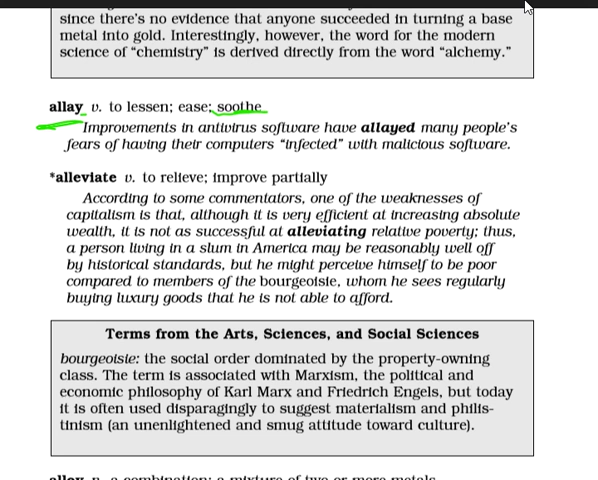 since there's no evidence that anyone succeeded in turning a base
metal into gold. Interestingly, however, the word for the modern
science of “chemistry” is derived directly from the word “alchemy.”
allay v. to lessen; ease; soothe
Improvements in antivirus software have allayed many people's
fears of having their computers “infected” with malicious software.
*alleviate v. to relieve; improve partially
According to some commentators, one of the weaknesses of
capitalism is that, although it is very efficient at increasing absolute
wealth, it is not as successful at alleviating relative poverty; thus,
a person living in a slum in America may be reasonably well off
by historical standards, but he might perceive himself to be poor
compared to members of the bourgeoisie, whom he sees regularly
buying luxury goods that he is not able to afford.
Terms from the Arts, Sciences, and Social Sciences
bourgeoisie: the social order dominated by the property-owning
class. The term is associated with Marxism, the political and
economic philosophy of Karl Marx and Friedrich Engels, but today
it is often used disparagingly to suggest materialism and philis-
tinism (an unenlightened and smug attitude toward culture).
alloy n. a combination; a mixture of two or more metals